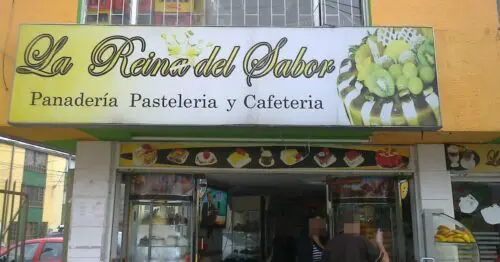 La Reina del Sabor
Panadería Pasteleria y Cafeteria